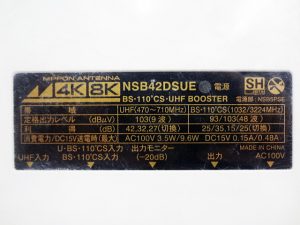 NIPPON ANTENNA
4K 8K NSB42DSUE 電源 SH
BS·110°CS·UHF BOOSTER 電源部：NSB95PSE
帯域 UHF(470~710MHz) BS·110°CS(1032/3224MHz)
定格出力レベル (dBμV) 103(9波) 93/103(48波)
利得 (dB) 42,32,27(切換) 25/35,15/25(切換)
消費電力/DC15V送電時(最大) AC100V 3.5W/9.6W DC15V 0.15A/0.48A
U·BS·110°CS入力 出力モニター MADE IN CHINA
UHF入力 BS·110°CS入力 (−20dB) 出力 AC100V